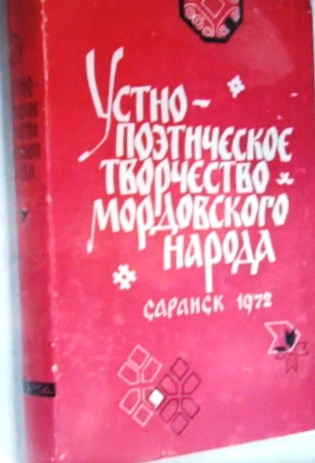 Устно-
поэтическое
творчество
мордовского
народа
Саранск 1972